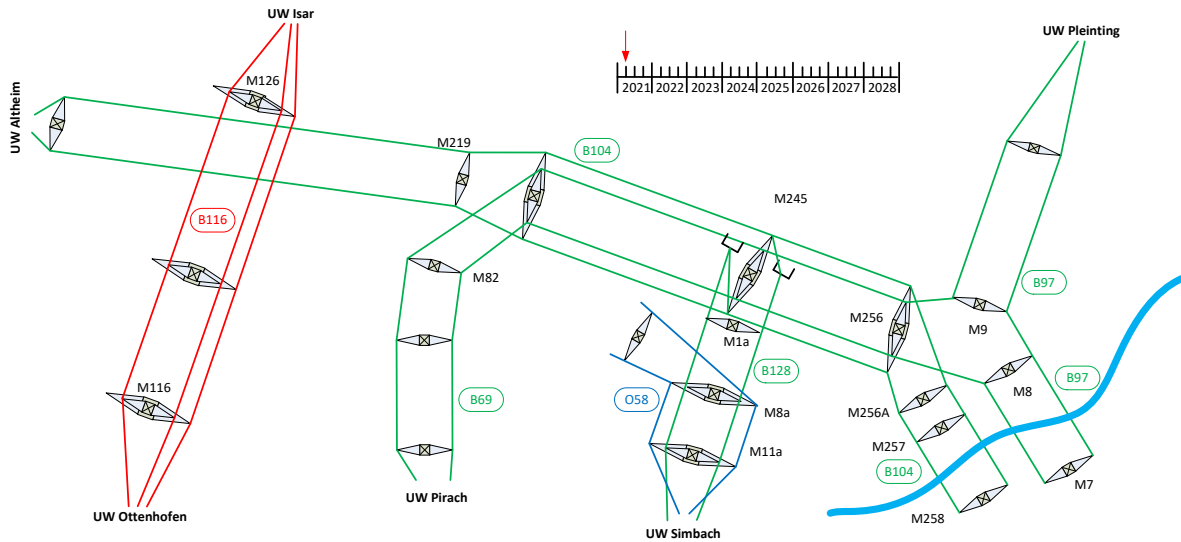 UW Isar
UW Pleinting
UW Altheim
M126
2021 2022 2023 2024 2025 2026 2027 2028
M219
B104
M245
B116
M82
B97
M256
M9
M1a
M116
B69
O58
B128
M8a
M8
B97
M256A
M257
M11a
B104
M7
UW Pirach
UW Ottenhofen
M258
UW Simbach